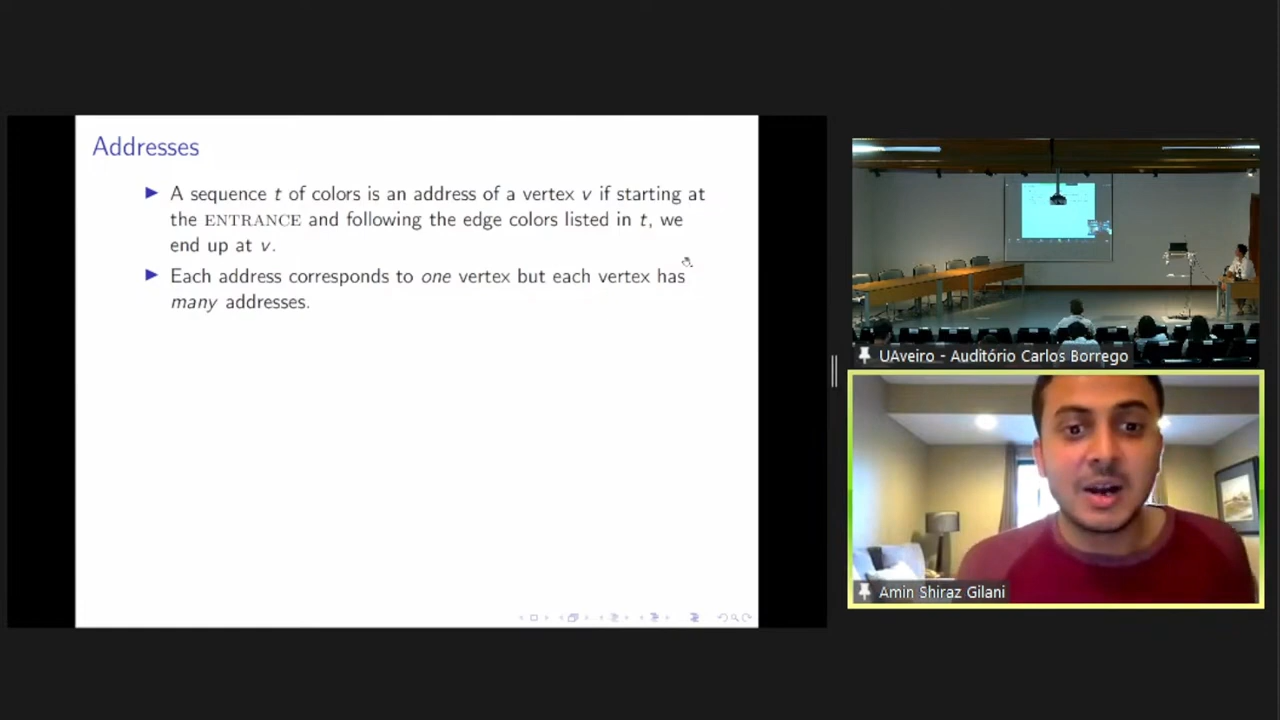 Addresses
A sequence t of colors is an address of a vertex v if starting at
the ENTRANCE and following the edge colors listed in t, we
end up at v.
Each address corresponds to one vertex but each vertex has
many addresses.
UAveiro - Auditório Carlos Borrego
Amin Shiraz Gilani